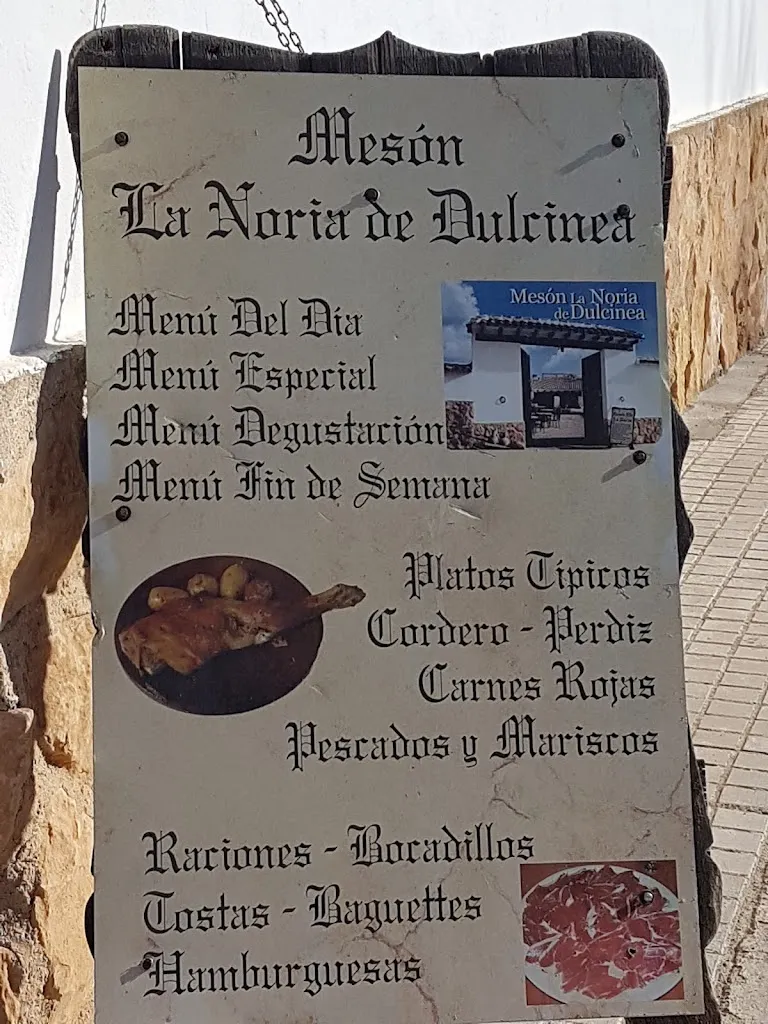 Mesón
La Noria de Dulcinea
Menú Del Dia
Menú Especial
Menú Degustación
Menú Fin de Semana
Mesón La Noria
de Dulcinea
Platos Típicos
Cordero - Perdiz
Carnes Rojas
Pescados y Mariscos
Raciones - Bocadillos
Tostas - Baguettes
Hamburguesas